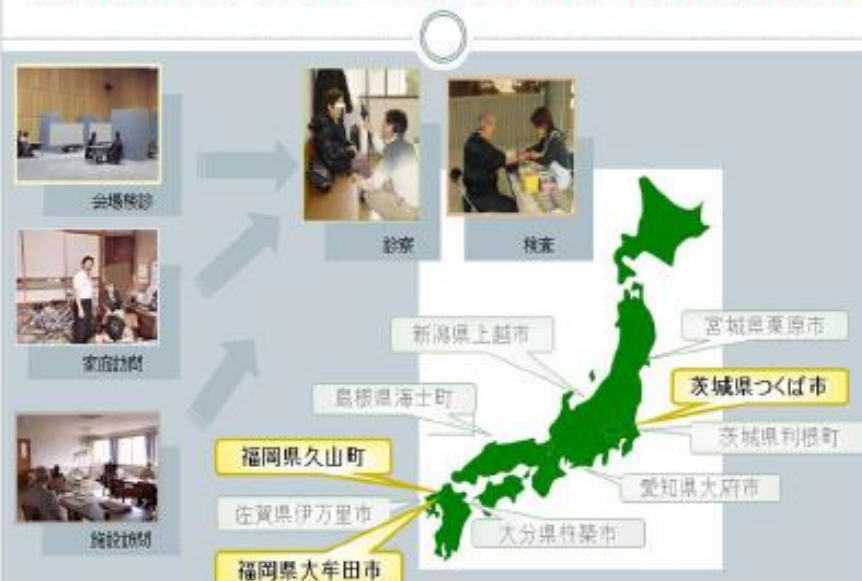 会場検診
診察
検査
家庭訪問
施設訪問
新潟県上越市
宮城県栗原市
島根県海士町
茨城県つくば市
福岡県久山町
茨城県利根町
愛知県大府市
佐賀県伊万里市
大分県杵築市
福岡県大牟田市